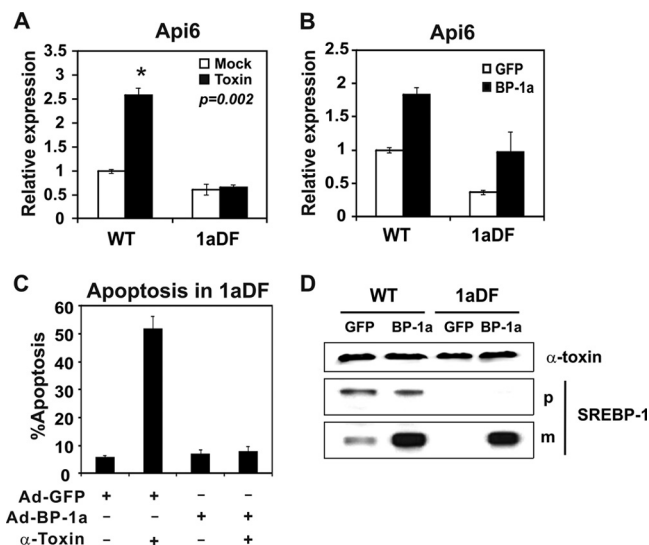 A
Api6
Relative expression
3.5
3
2.5
2
1.5
1
0.5
0
Mock
Toxin
p=0.002
*
WT 1aDF
B
Api6
Relative expression
2.5
2
1.5
1
0.5
0
GFP
BP-1a
WT 1aDF
C
Apoptosis in 1aDF
%Apoptosis
60
50
40
30
20
10
0
Ad-GFP + + – –
Ad-BP-1a – – + +
α-Toxin – + – +
D
WT 1aDF
GFP BP-1a GFP BP-1a
α-toxin
p
SREBP-1
m